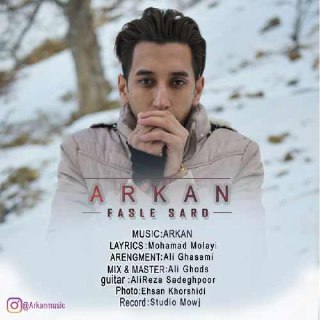 ARKAN
FASLE SARD
MUSIC:ARKAN
LAYRICS:Mohamad Molayi
ARENGMENT:Ali Ghasami
MIX & MASTER:Ali Ghods
guitar:AliReza Sadeghpoor
Photo:Ehsan Khorshidi
Record:Studio Mowj
@Arkanmusic